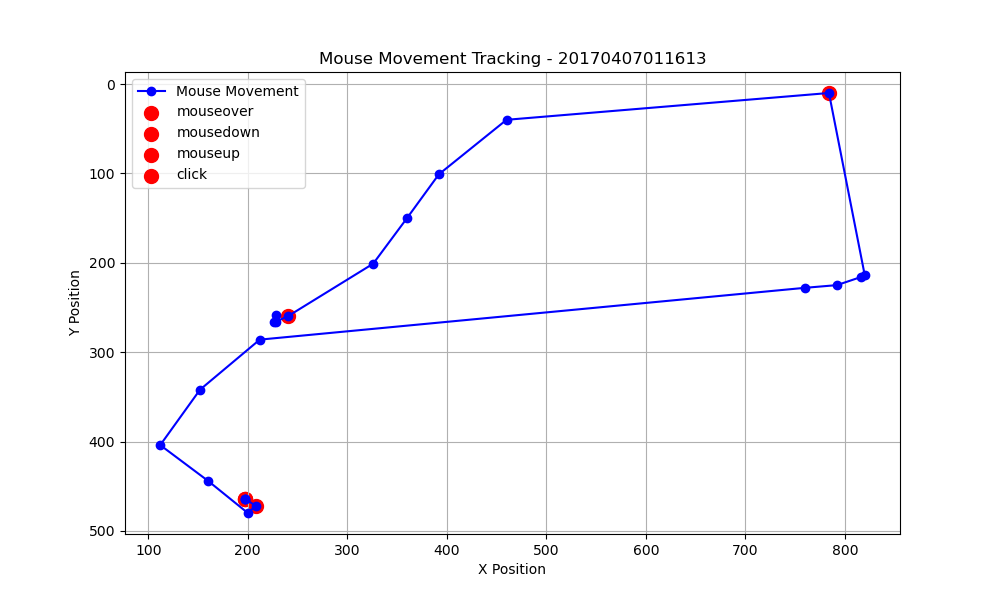 Mouse Movement Tracking - 20170407011613
Mouse Movement
mouseover
mousedown
mouseup
click
0
100
200
300
400
500
Y Position
100 200 300 400 500 600 700 800
X Position